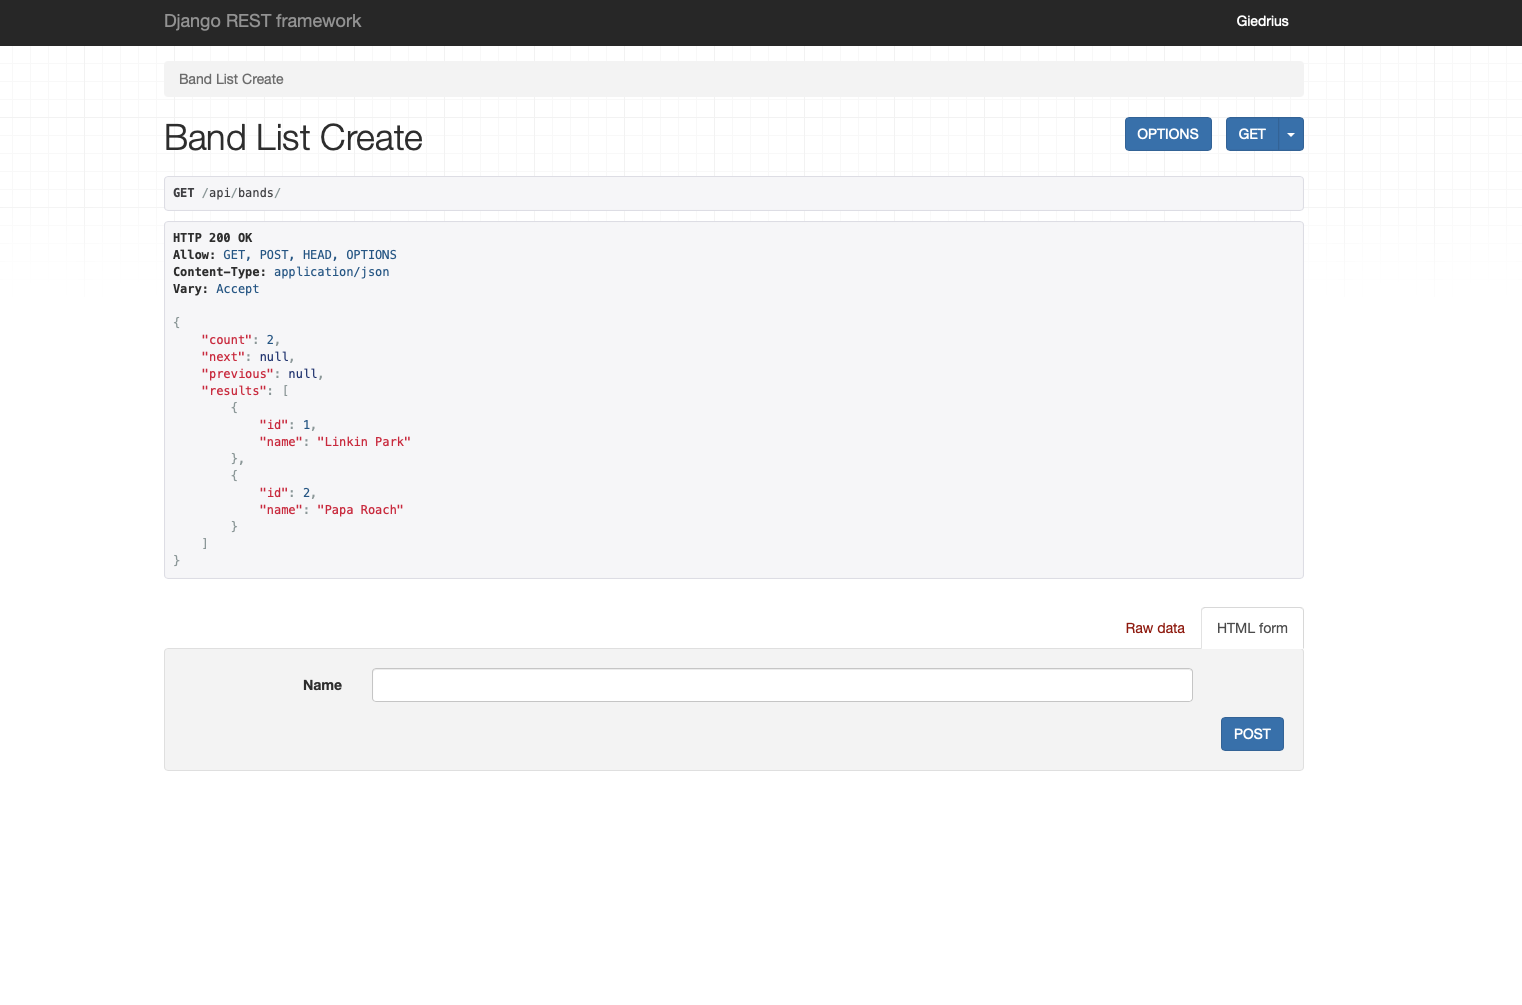 Django REST framework
Giedrius
Band List Create
Band List Create
OPTIONS
GET
GET /api/bands/
HTTP 200 OK
Allow: GET, POST, HEAD, OPTIONS
Content-Type: application/json
Vary: Accept
{
    "count": 2,
    "next": null,
    "previous": null,
    "results": [
        {
            "id": 1,
            "name": "Linkin Park"
        },
        {
            "id": 2,
            "name": "Papa Roach"
        }
    ]
}
Raw data
HTML form
Name
POST